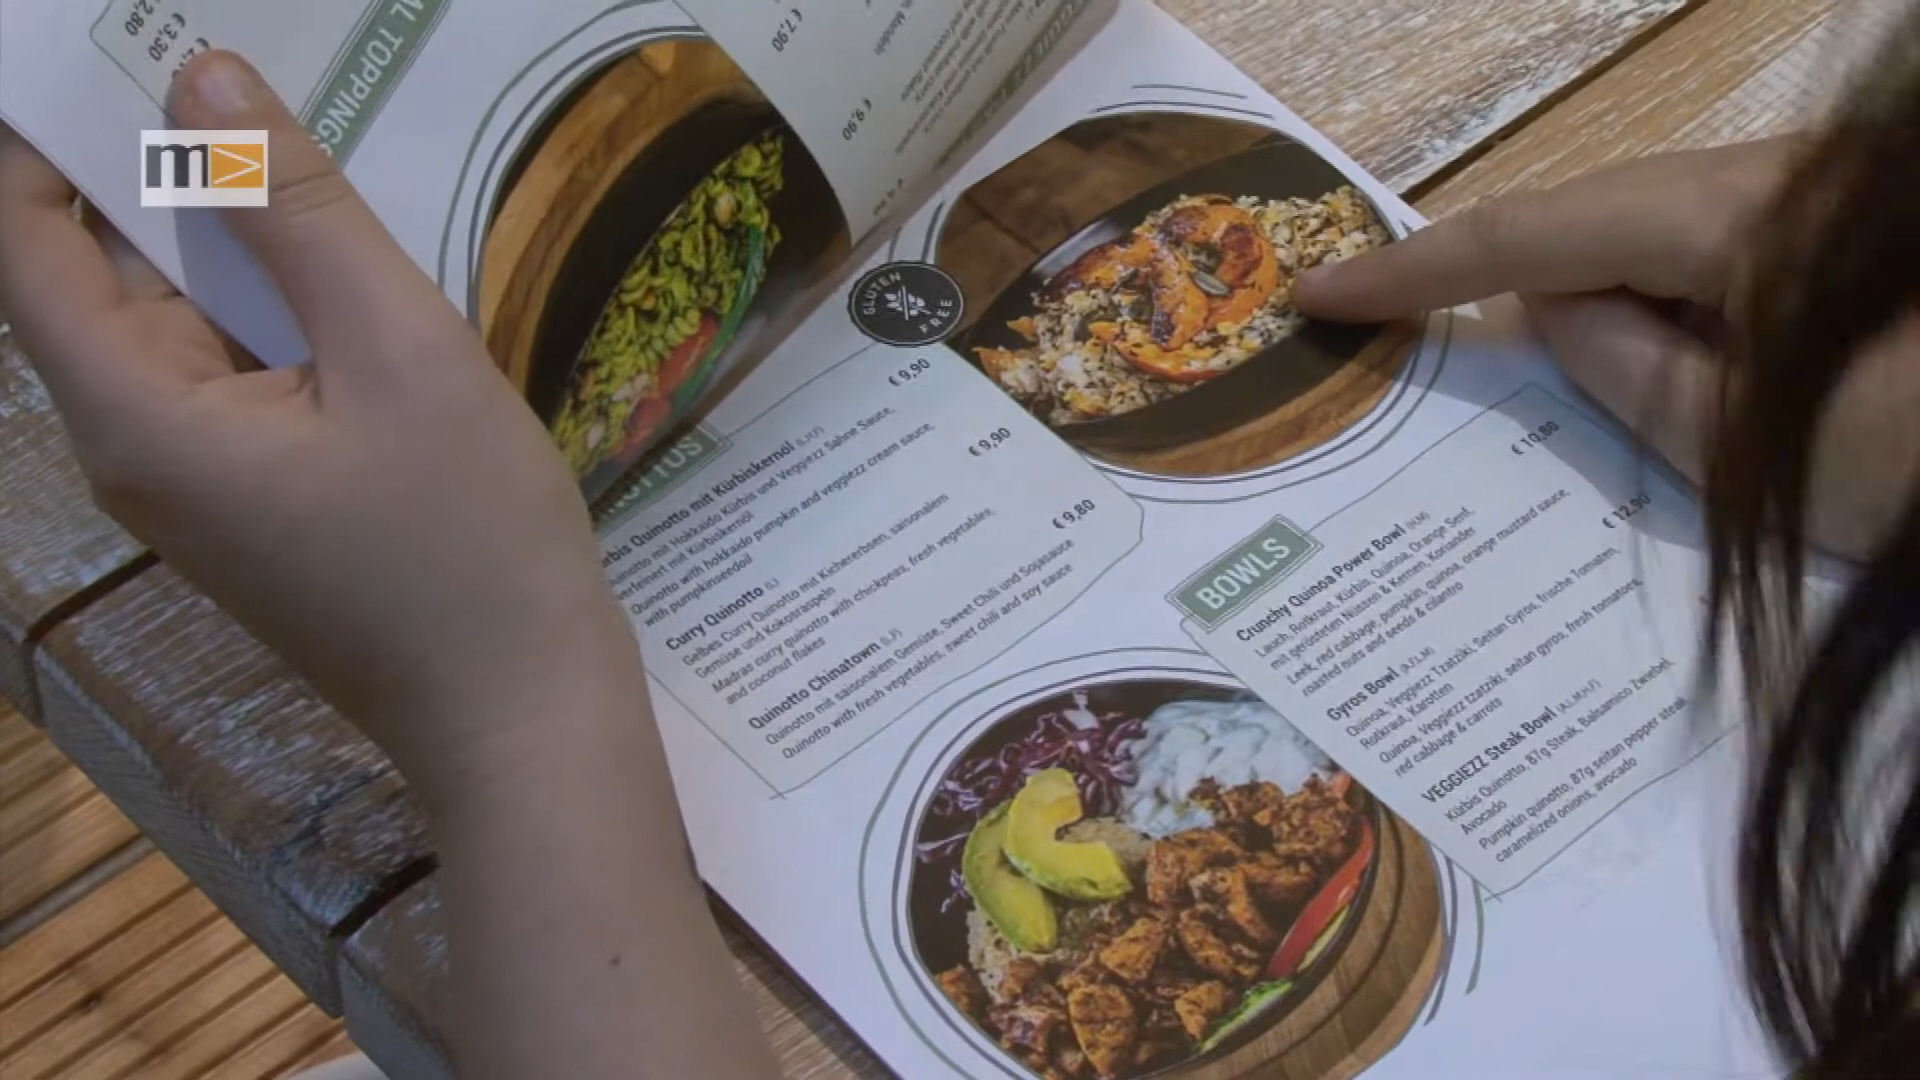 m>
€ 3,30
€ 7,90
€ 9,90
TOPPINGS
GLUTEN
FREE
€ 9,90
Quinotto mit Kürbiskernöl
mit Hokkaido Kürbis und Veggiezz Sahne Sauce,
verfeinert mit Kürbiskernöl
Quinotto with hokkaido pumpkin and veggiezz cream sauce,
with pumpkinseedoil
€ 9,90
Curry Quinotto
Gelbes Curry Quinotto mit Kichererbsen, saisonalem
Gemüse und Kokosraspeln
Madras curry quinotto with chickpeas, fresh vegetables,
and coconut flakes
€ 9,80
Quinotto Chinatown
Quinotto mit saisonalem Gemüse, Sweet Chili und Sojasauce
Quinotto with fresh vegetables, sweet chili and soy sauce
BOWLS
€ 10,80
Crunchy Quinoa Power Bowl
Lauch, Rotkraut, Kürbis, Quinoa, Orange Senf,
mit gerösteten Nüssen & Kernen, Koriander
Leek, red cabbage, pumpkin, quinoa, orange mustard sauce,
roasted nuts and seeds & cilantro
€ 12,90
Gyros Bowl
Quinoa, Veggiezz Tzatziki, Seitan Gyros, frische Tomaten,
Rotkraut, Karotten
Quinoa, Veggiezz tzatziki, seitan gyros, fresh tomatoes,
red cabbage & carrots
VEGGIEZZ Steak Bowl
Kürbis Quinotto, 87g Steak, Balsamico Zwiebel,
Avocado
Pumpkin quinotto, 87g seitan pepper steak,
caramelized onions, avocado